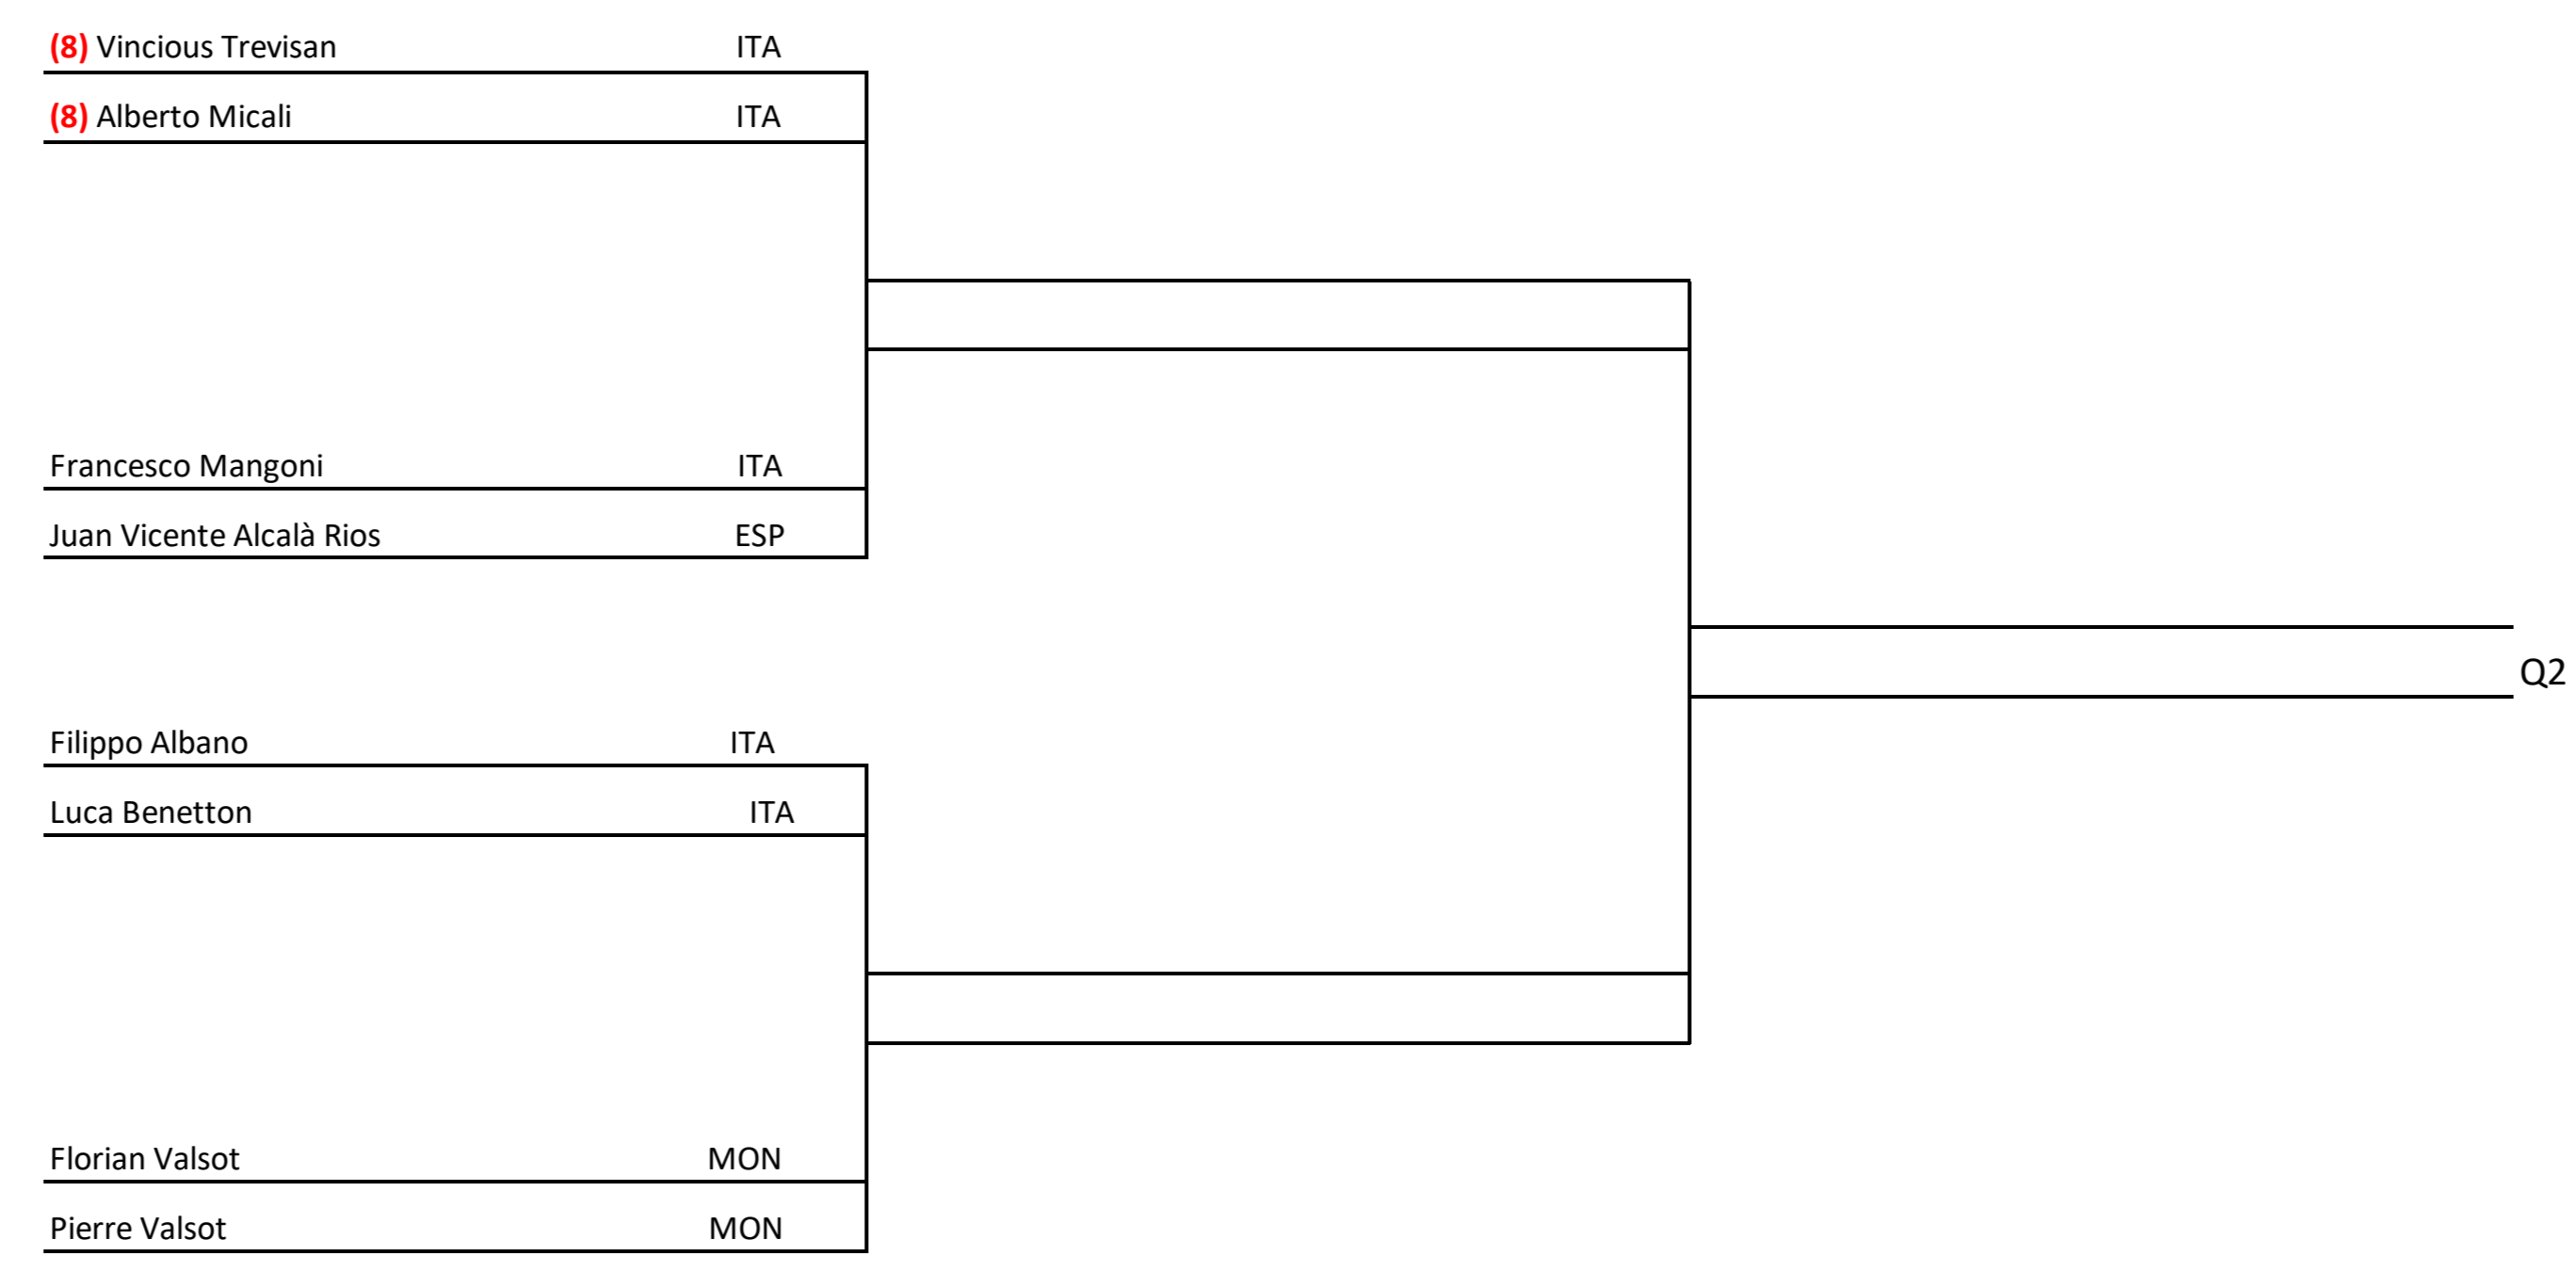 (8) Vincious Trevisan ITA
(8) Alberto Micali ITA
Francesco Mangoni ITA
Juan Vicente Alcalà Rios ESP
Q2
Filippo Albano ITA
Luca Benetton ITA
Florian Valsot MON
Pierre Valsot MON